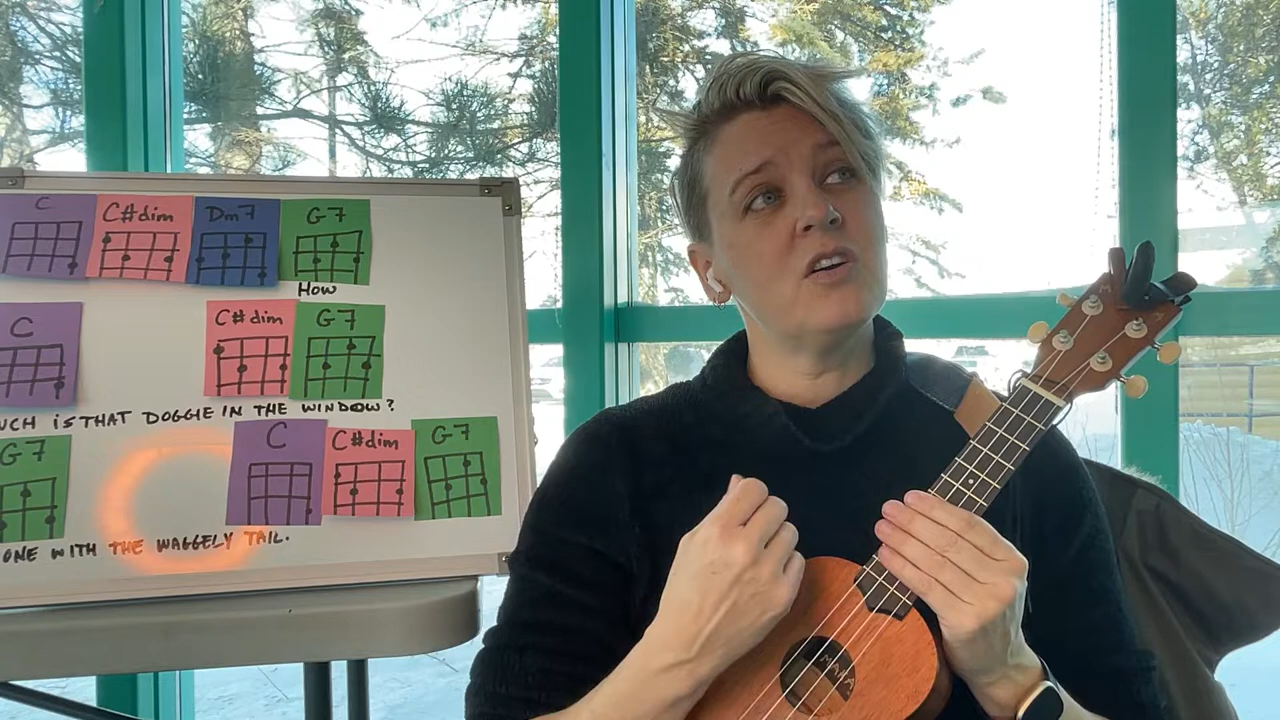 C C#dim Dm7 G7
How
C C#dim G7
UCH IS THAT DOGGIE IN THE WINDOW?
G7 C C#dim G7
ONE WITH THE WAGGELY TAIL.